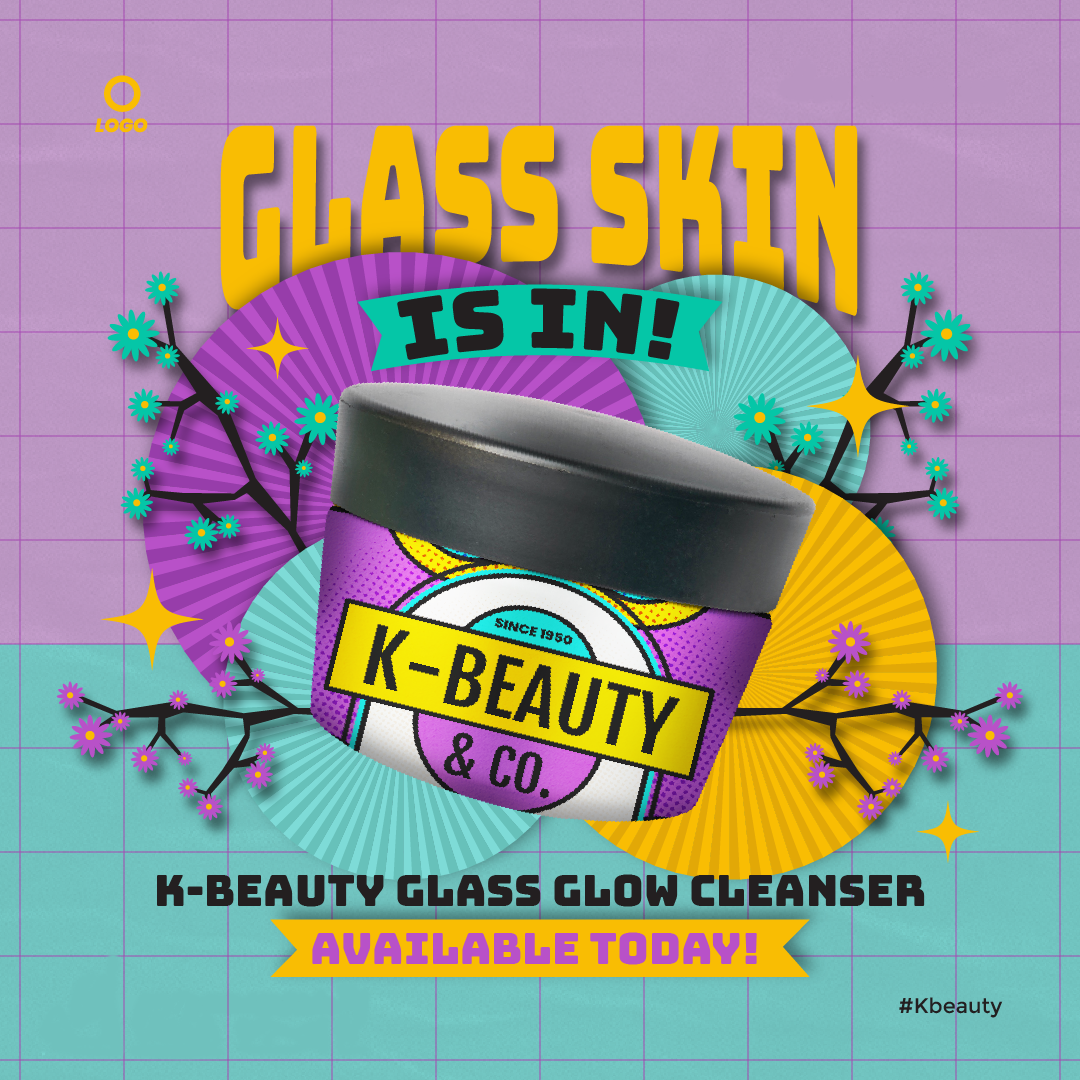 LOGO
GLASS SKIN
IS IN!
SINCE 1950
K-BEAUTY
& CO.
K-BEAUTY GLASS GLOW CLEANSER
AVAILABLE TODAY!
#Kbeauty